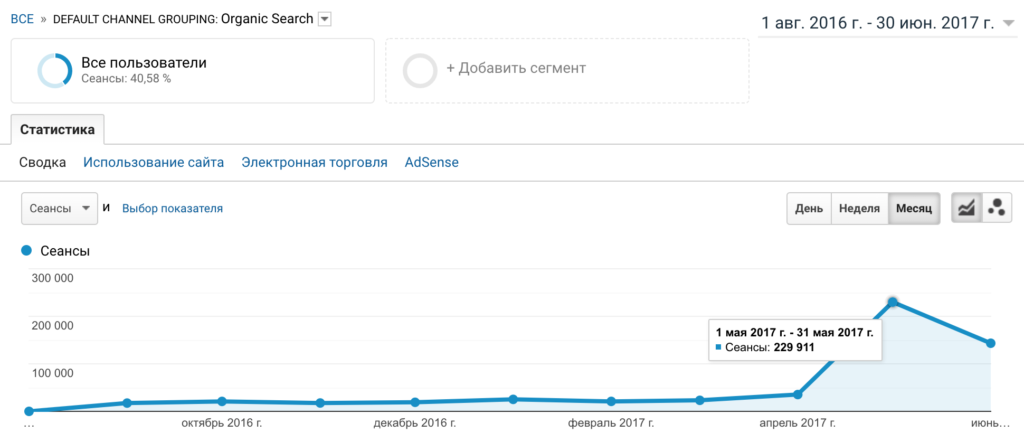 ВСЕ » DEFAULT CHANNEL GROUPING: Organic Search
1 авг. 2016 г. - 30 июн. 2017 г.
Все пользователи
Сеансы: 40,58 %
+ Добавить сегмент
Статистика
Сводка Использование сайта Электронная торговля AdSense
Сеансы и Выбор показателя
День Неделя Месяц
Сеансы
300 000
200 000
1 мая 2017 г. - 31 мая 2017 г.
Сеансы: 229 911
100 000
... октябрь 2016 г. декабрь 2016 г. февраль 2017 г. апрель 2017 г. июнь...